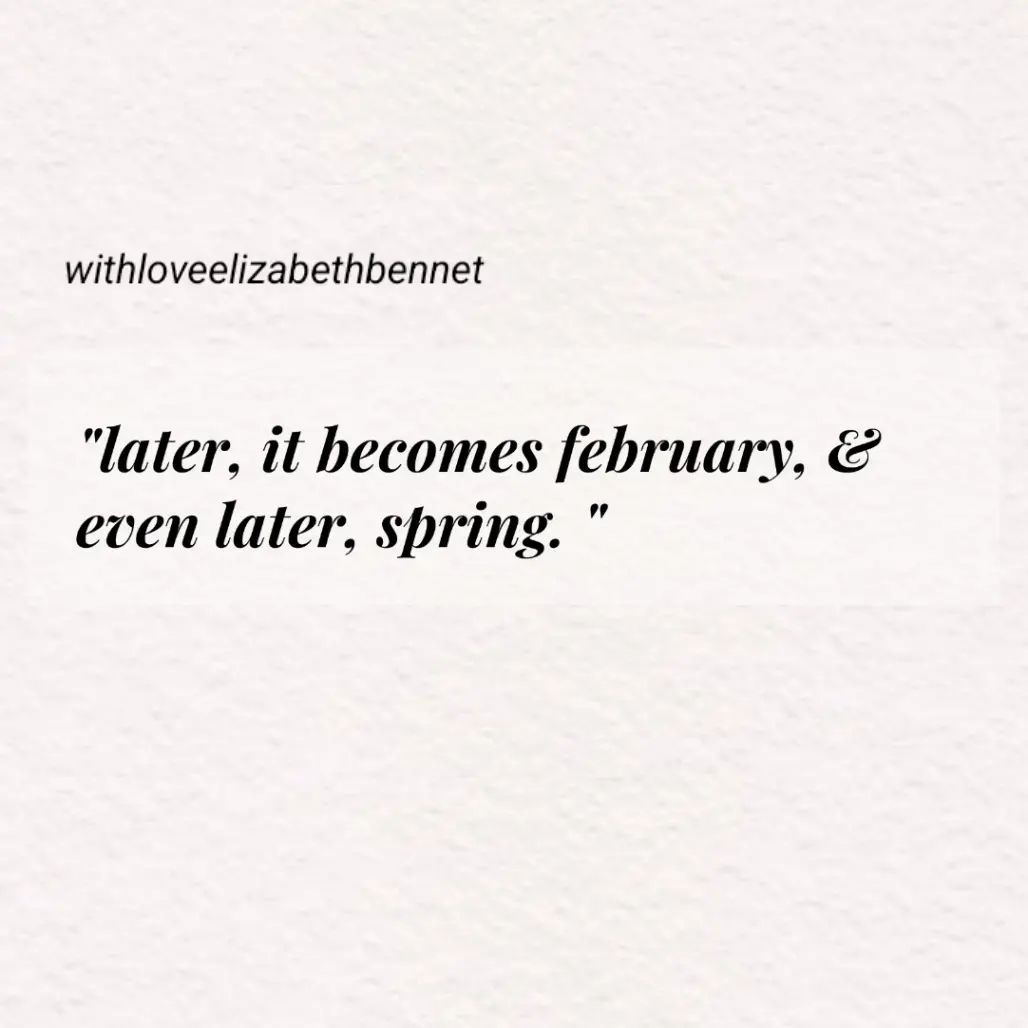 withloveelizabethbennet
"later, it becomes february, &
even later, spring. "